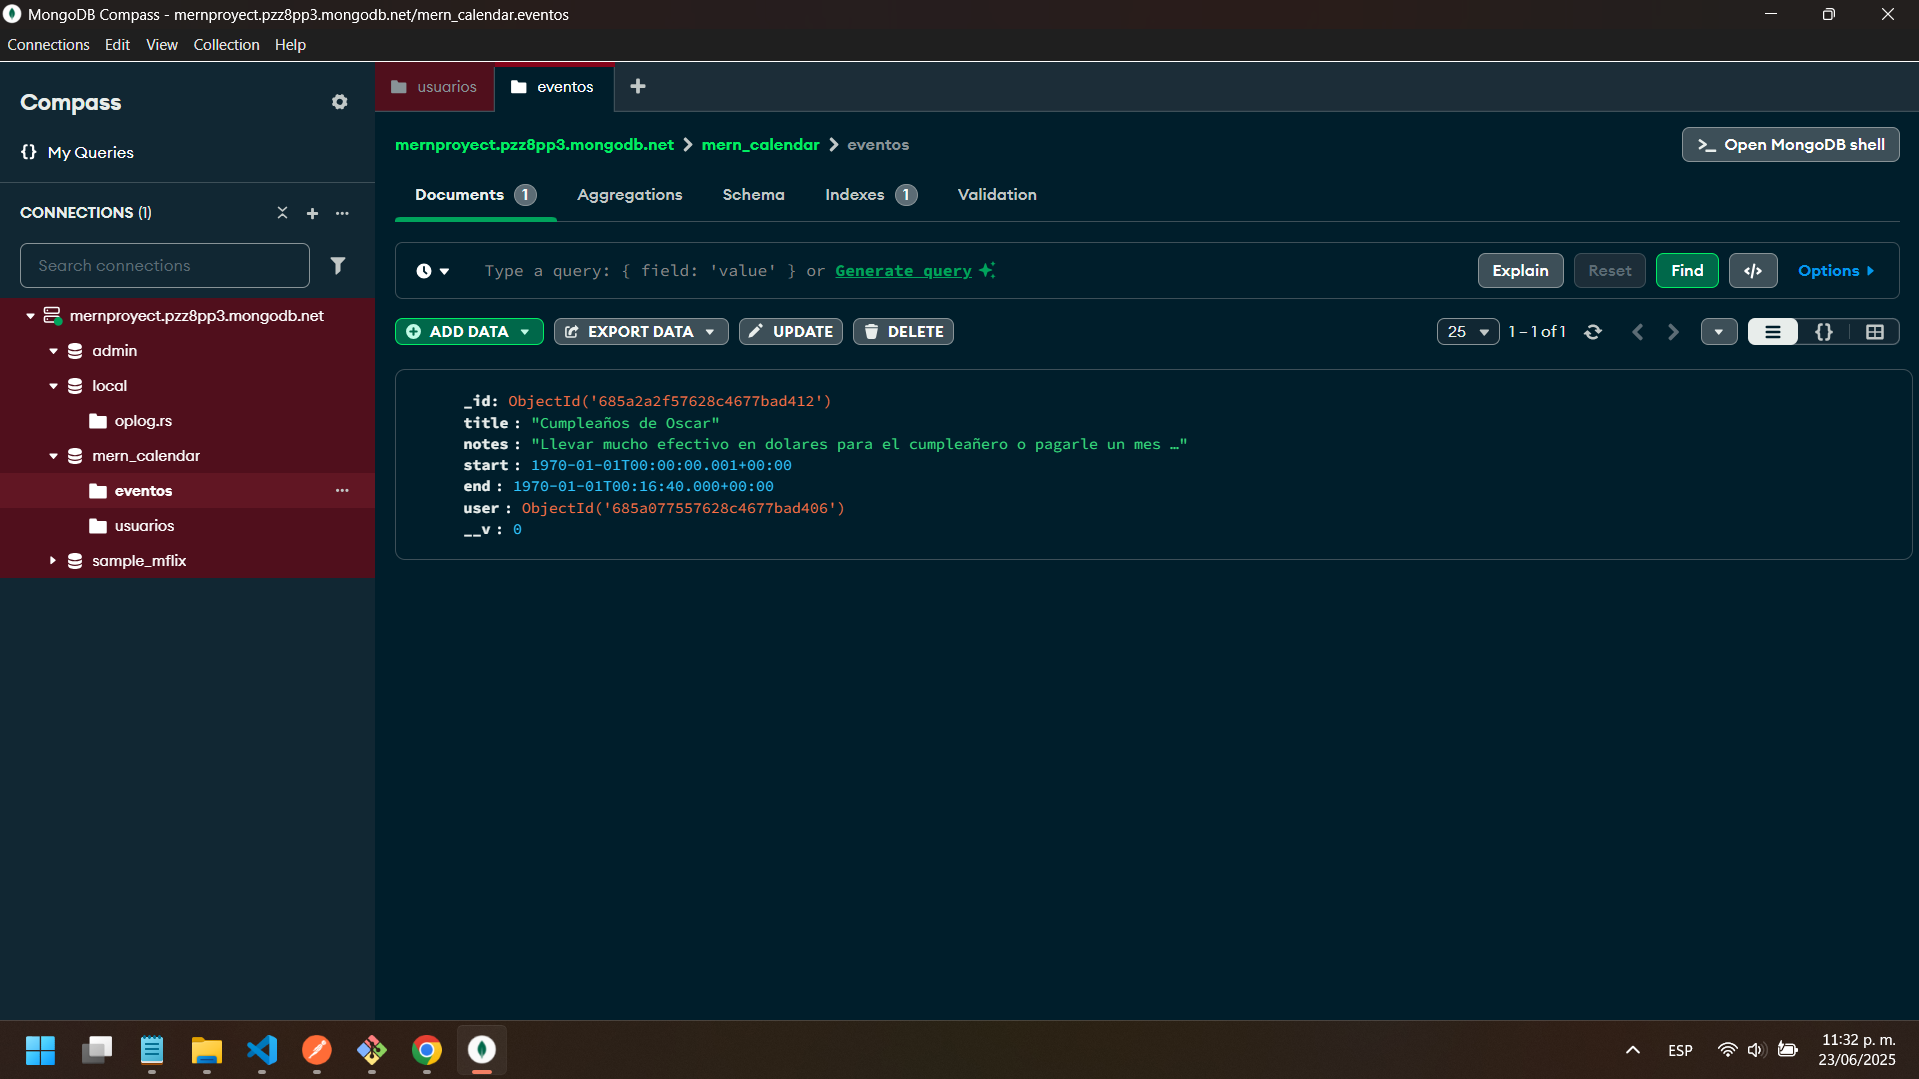 MongoDB Compass - mernproyect.pzz8pp3.mongodb.net/mern_calendar.eventos
Connections Edit View Collection Help
Compass
{} My Queries
CONNECTIONS (1)
Search connections
mernproyect.pzz8pp3.mongodb.net
admin
local
oplog.rs
mern_calendar
eventos
usuarios
sample_mflix
usuarios eventos
mernproyect.pzz8pp3.mongodb.net > mern_calendar > eventos
>_ Open MongoDB shell
Documents 1 Aggregations Schema Indexes 1 Validation
Type a query: { field: 'value' } or Generate query
Explain Reset Find </> Options
ADD DATA EXPORT DATA UPDATE DELETE
25 1 – 1 of 1 {}
_id: ObjectId('685a2a2f57628c4677bad412')
title : "Cumpleaños de Oscar"
notes : "Llevar mucho efectivo en dolares para el cumpleañero o pagarle un mes …"
start : 1970-01-01T00:00:00.001+00:00
end : 1970-01-01T00:16:40.000+00:00
user : ObjectId('685a077557628c4677bad406')
__v : 0
ESP
11:32 p. m.
23/06/2025